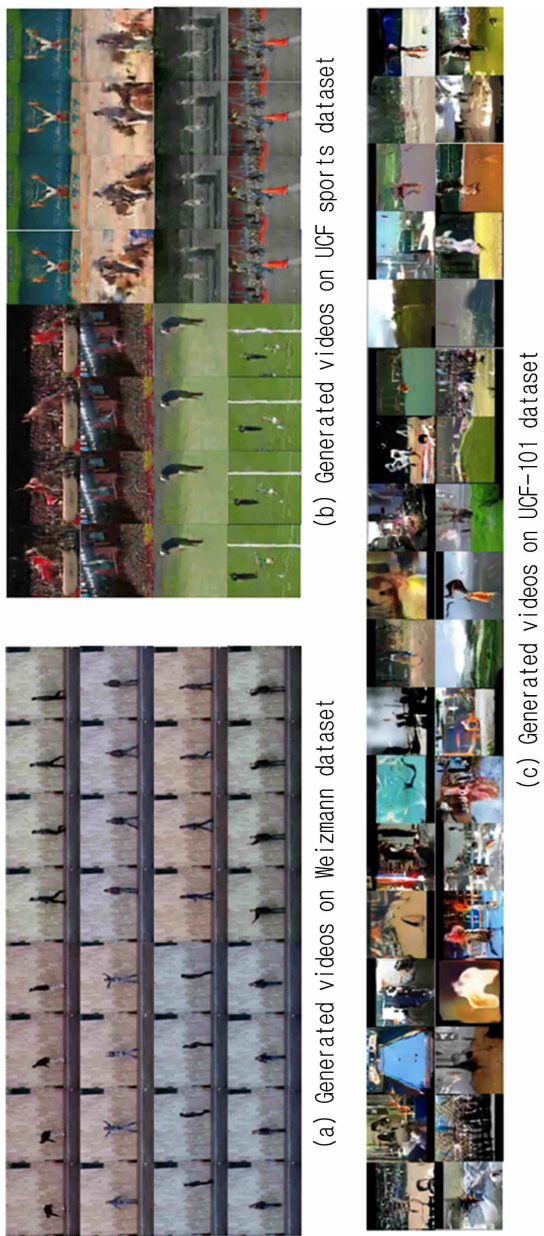 (a) Generated videos on Weizmann dataset
(b) Generated videos on UCF sports dataset
(c) Generated videos on UCF-101 dataset